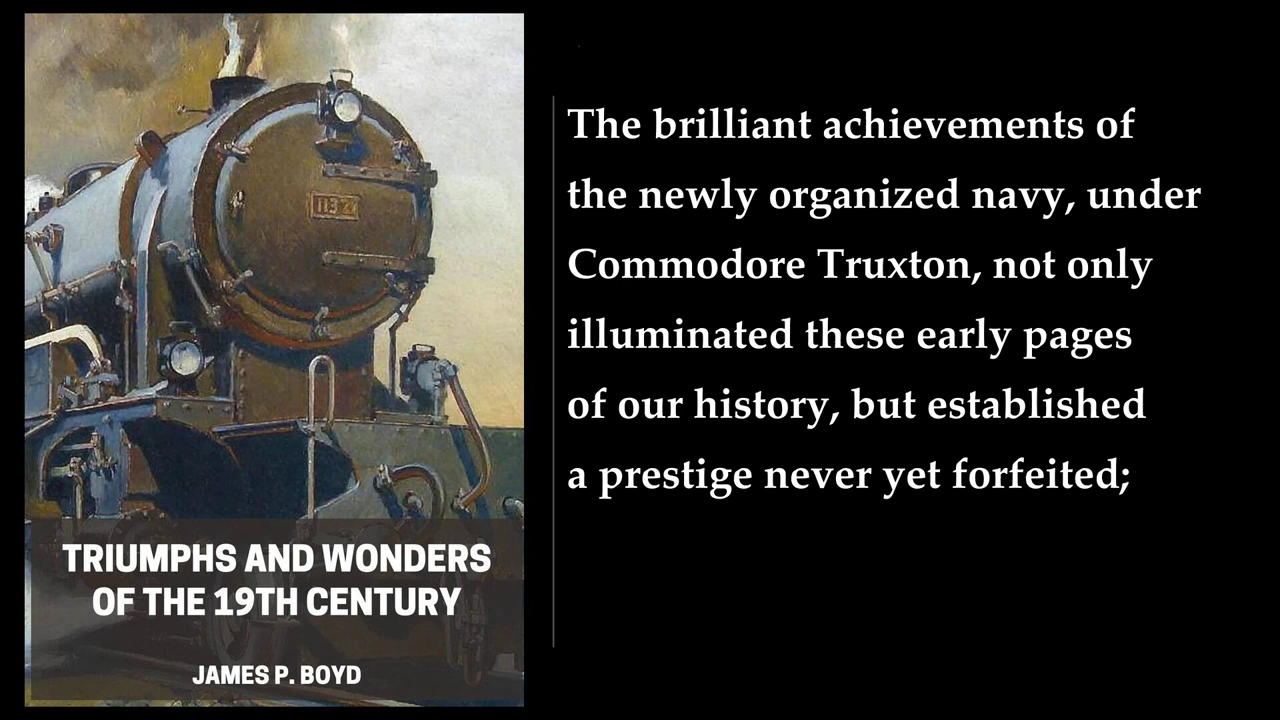 The brilliant achievements of
the newly organized navy, under
Commodore Truxton, not only
illuminated these early pages
of our history, but established
a prestige never yet forfeited;
1132
TRIUMPHS AND WONDERS
OF THE 19TH CENTURY
JAMES P. BOYD